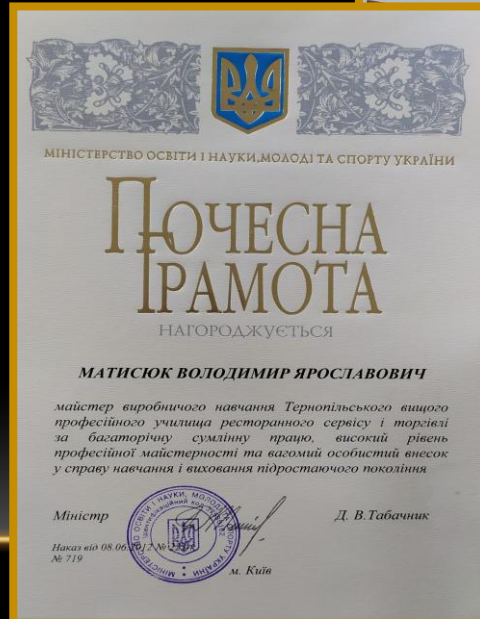 МІНІСТЕРСТВО ОСВІТИ І НАУКИ,МОЛОДІ ТА СПОРТУ УКРАЇНИ
ПОЧЕСНА
ГРАМОТА
НАГОРОДЖУЄТЬСЯ
МАТИСЮК ВОЛОДИМИР ЯРОСЛАВОВИЧ
майстер виробничого навчання Тернопільського вищого
професійного училища ресторанного сервісу і торгівлі
за багаторічну сумлінну працю, високий рівень
професійної майстерності та вагомий особистий внесок
у справу навчання і виховання підростаючого покоління
Міністр Д. В.Табачник
Наказ від 08.06.2012 №
№ 719
м. Київ